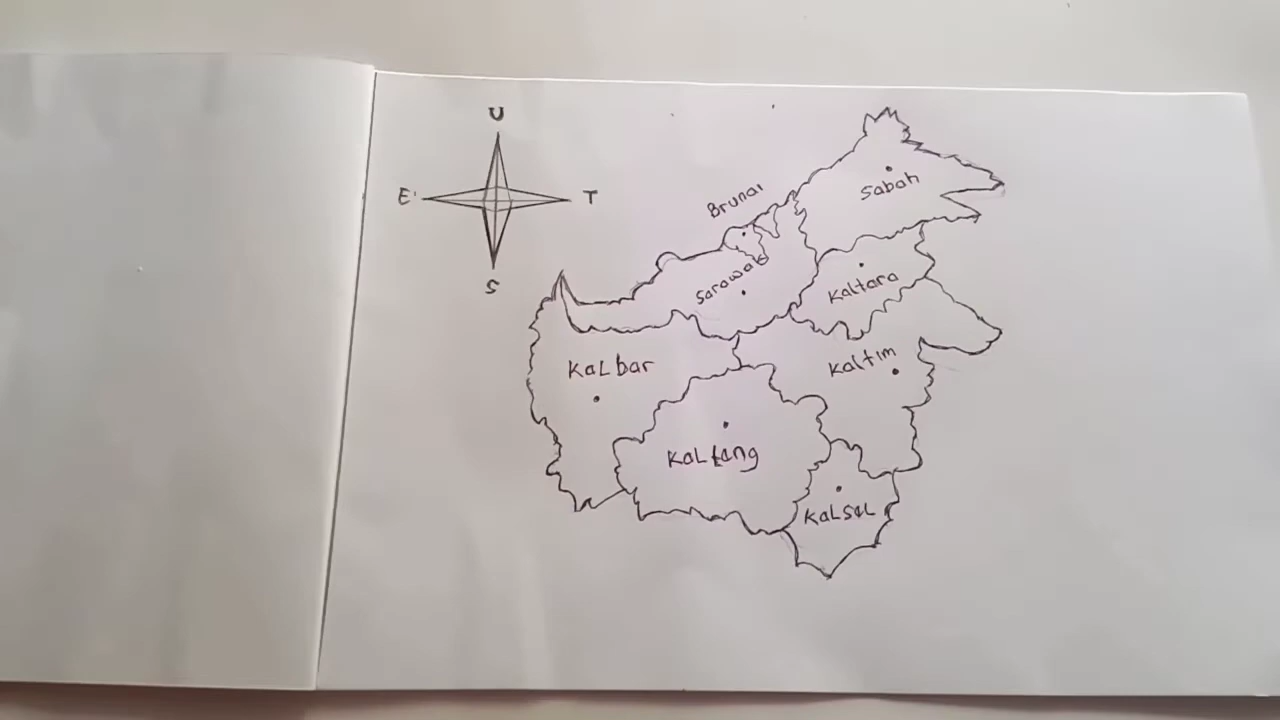 U
E
T
S
Brunai
Sabah
Sarawak
Kaltara
KaLbar
Kaltim
KaLteng
KaLseL